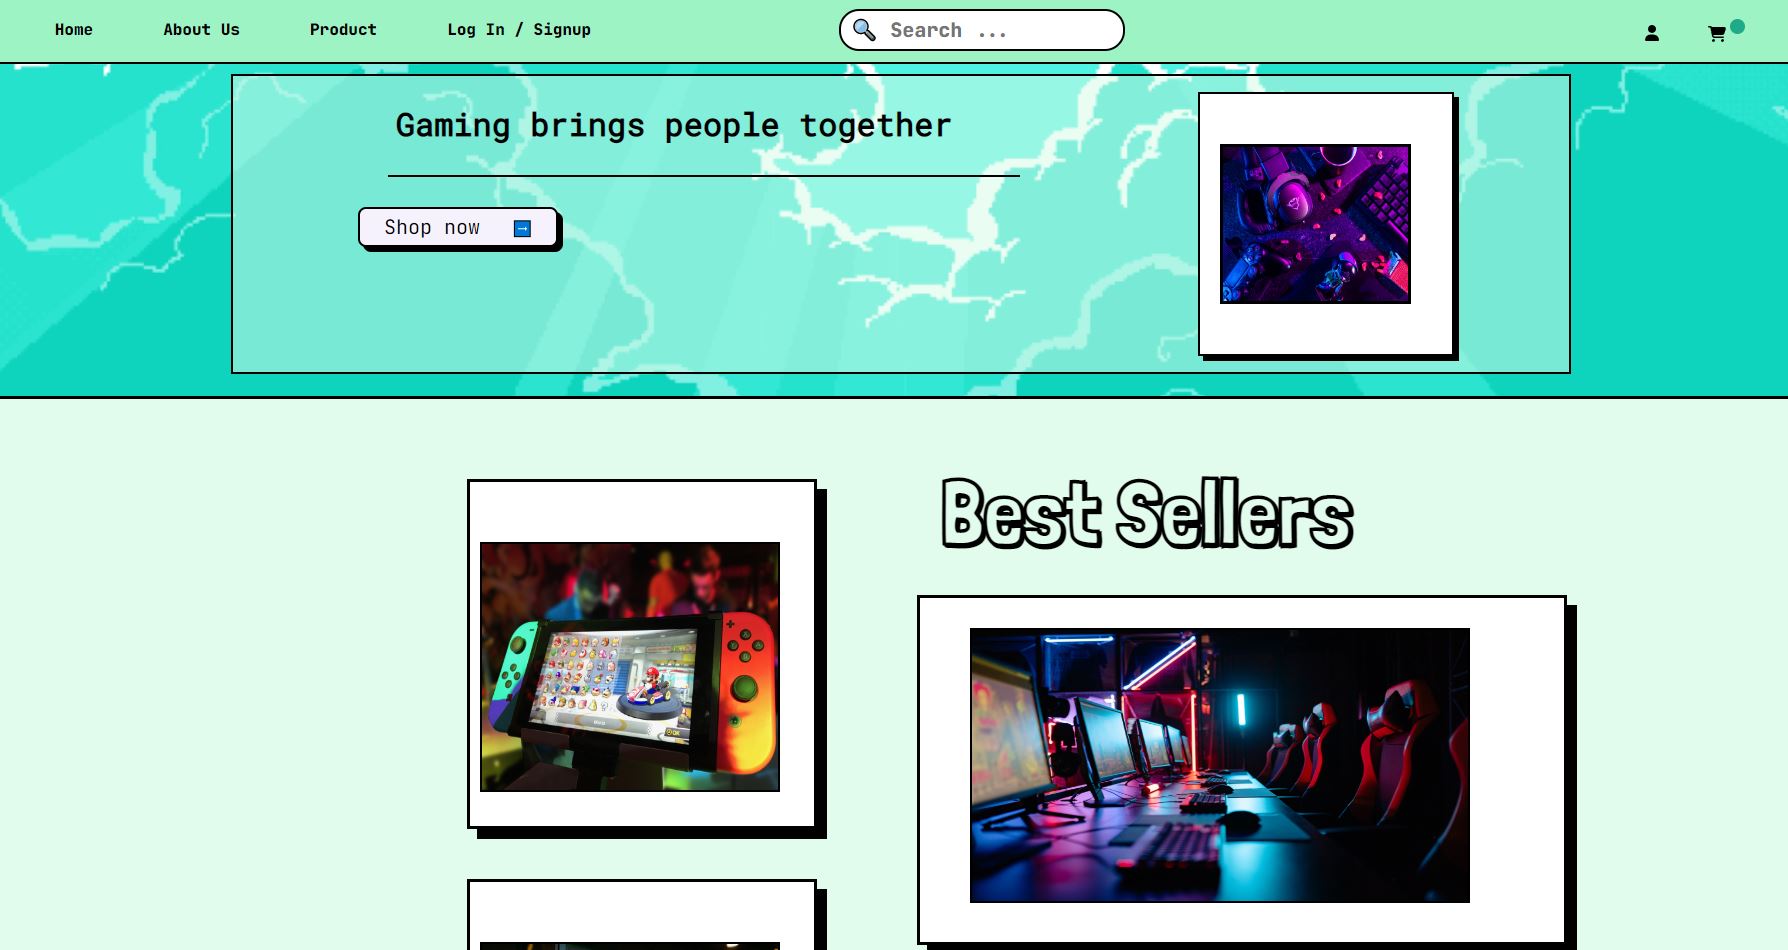 Home About Us Product Log In / Signup Search ...
Gaming brings people together
Shop now
Best Sellers